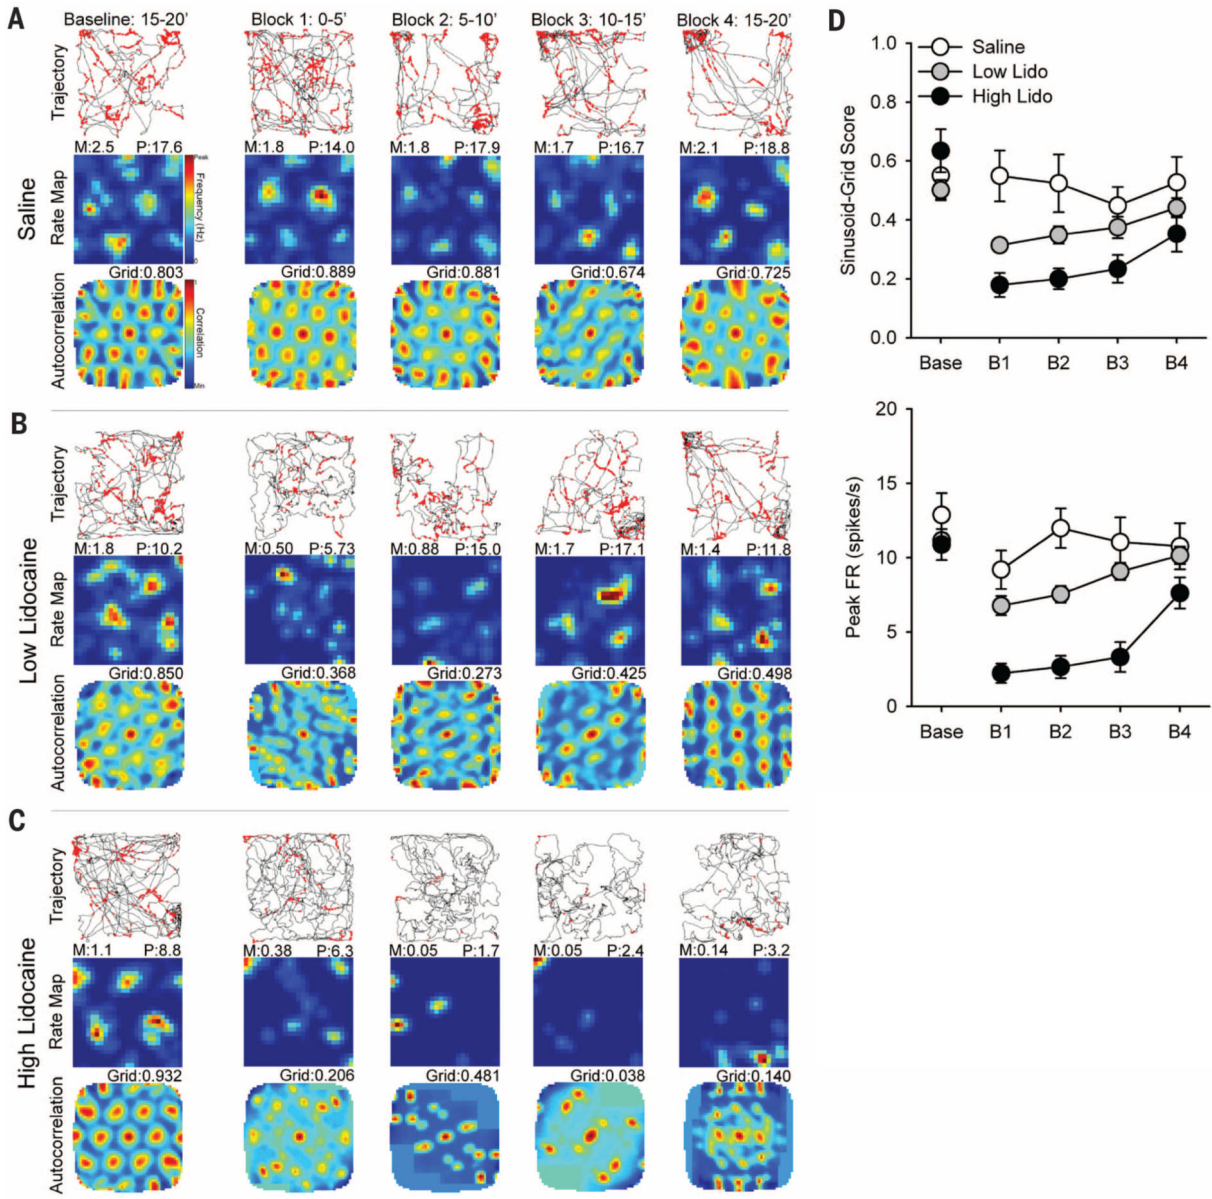 A
Baseline: 15-20' Block 1: 0-5' Block 2: 5-10' Block 3: 10-15' Block 4: 15-20'
Saline
Trajectory
M:2.5 P:17.6 M:1.8 P:14.0 M:1.8 P:17.9 M:1.7 P:16.7 M:2.1 P:18.8
Rate Map
Peak
Frequency (Hz)
0
Grid:0.803 Grid:0.889 Grid:0.881 Grid:0.674 Grid:0.725
Autocorrelation
Correlation
Min
B
Low Lidocaine
Trajectory
M:1.8 P:10.2 M:0.50 P:5.73 M:0.88 P:15.0 M:1.7 P:17.1 M:1.4 P:11.8
Rate Map
Grid:0.850 Grid:0.368 Grid:0.273 Grid:0.425 Grid:0.498
Autocorrelation
C
High Lidocaine
Trajectory
M:1.1 P:8.8 M:0.38 P:6.3 M:0.05 P:1.7 M:0.05 P:2.4 M:0.14 P:3.2
Rate Map
Grid:0.932 Grid:0.206 Grid:0.481 Grid:0.038 Grid:0.140
Autocorrelation
D
Saline
Low Lido
High Lido
Sinusoid-Grid Score
1.0
0.8
0.6
0.4
0.2
0.0
Base B1 B2 B3 B4
Peak FR (spikes/s)
20
15
10
5
0
Base B1 B2 B3 B4